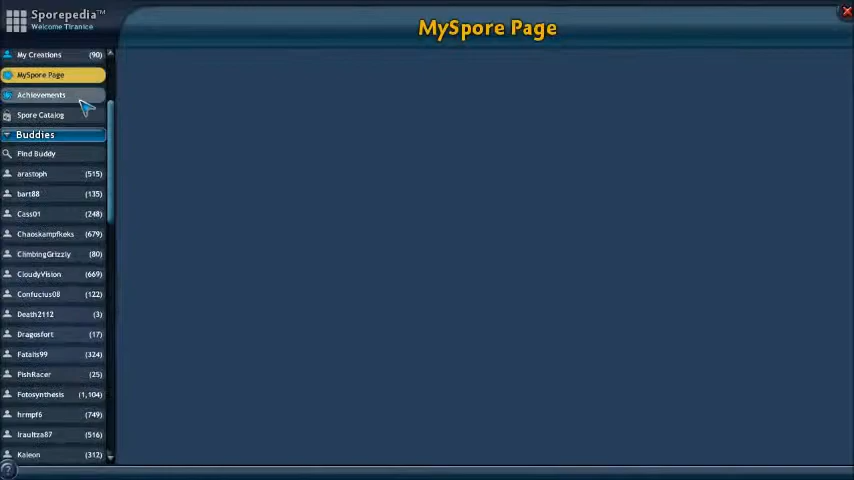 Sporepedia™
Welcome Tiranice
MySpore Page
My Creations (90)
MySpore Page
Achievements
Spore Catalog
Buddies
Find Buddy
arastoph (515)
bart88 (135)
Cass01 (248)
Chaoskampfkeks (679)
ClimbingGrizzly (80)
CloudyVision (669)
Confucius08 (122)
Death2112 (3)
Dragosfort (17)
Fatalis99 (324)
FishRacer (25)
Fotosynthesis (1,104)
hrmpf6 (749)
Iraultza87 (516)
Kaleon (312)
?